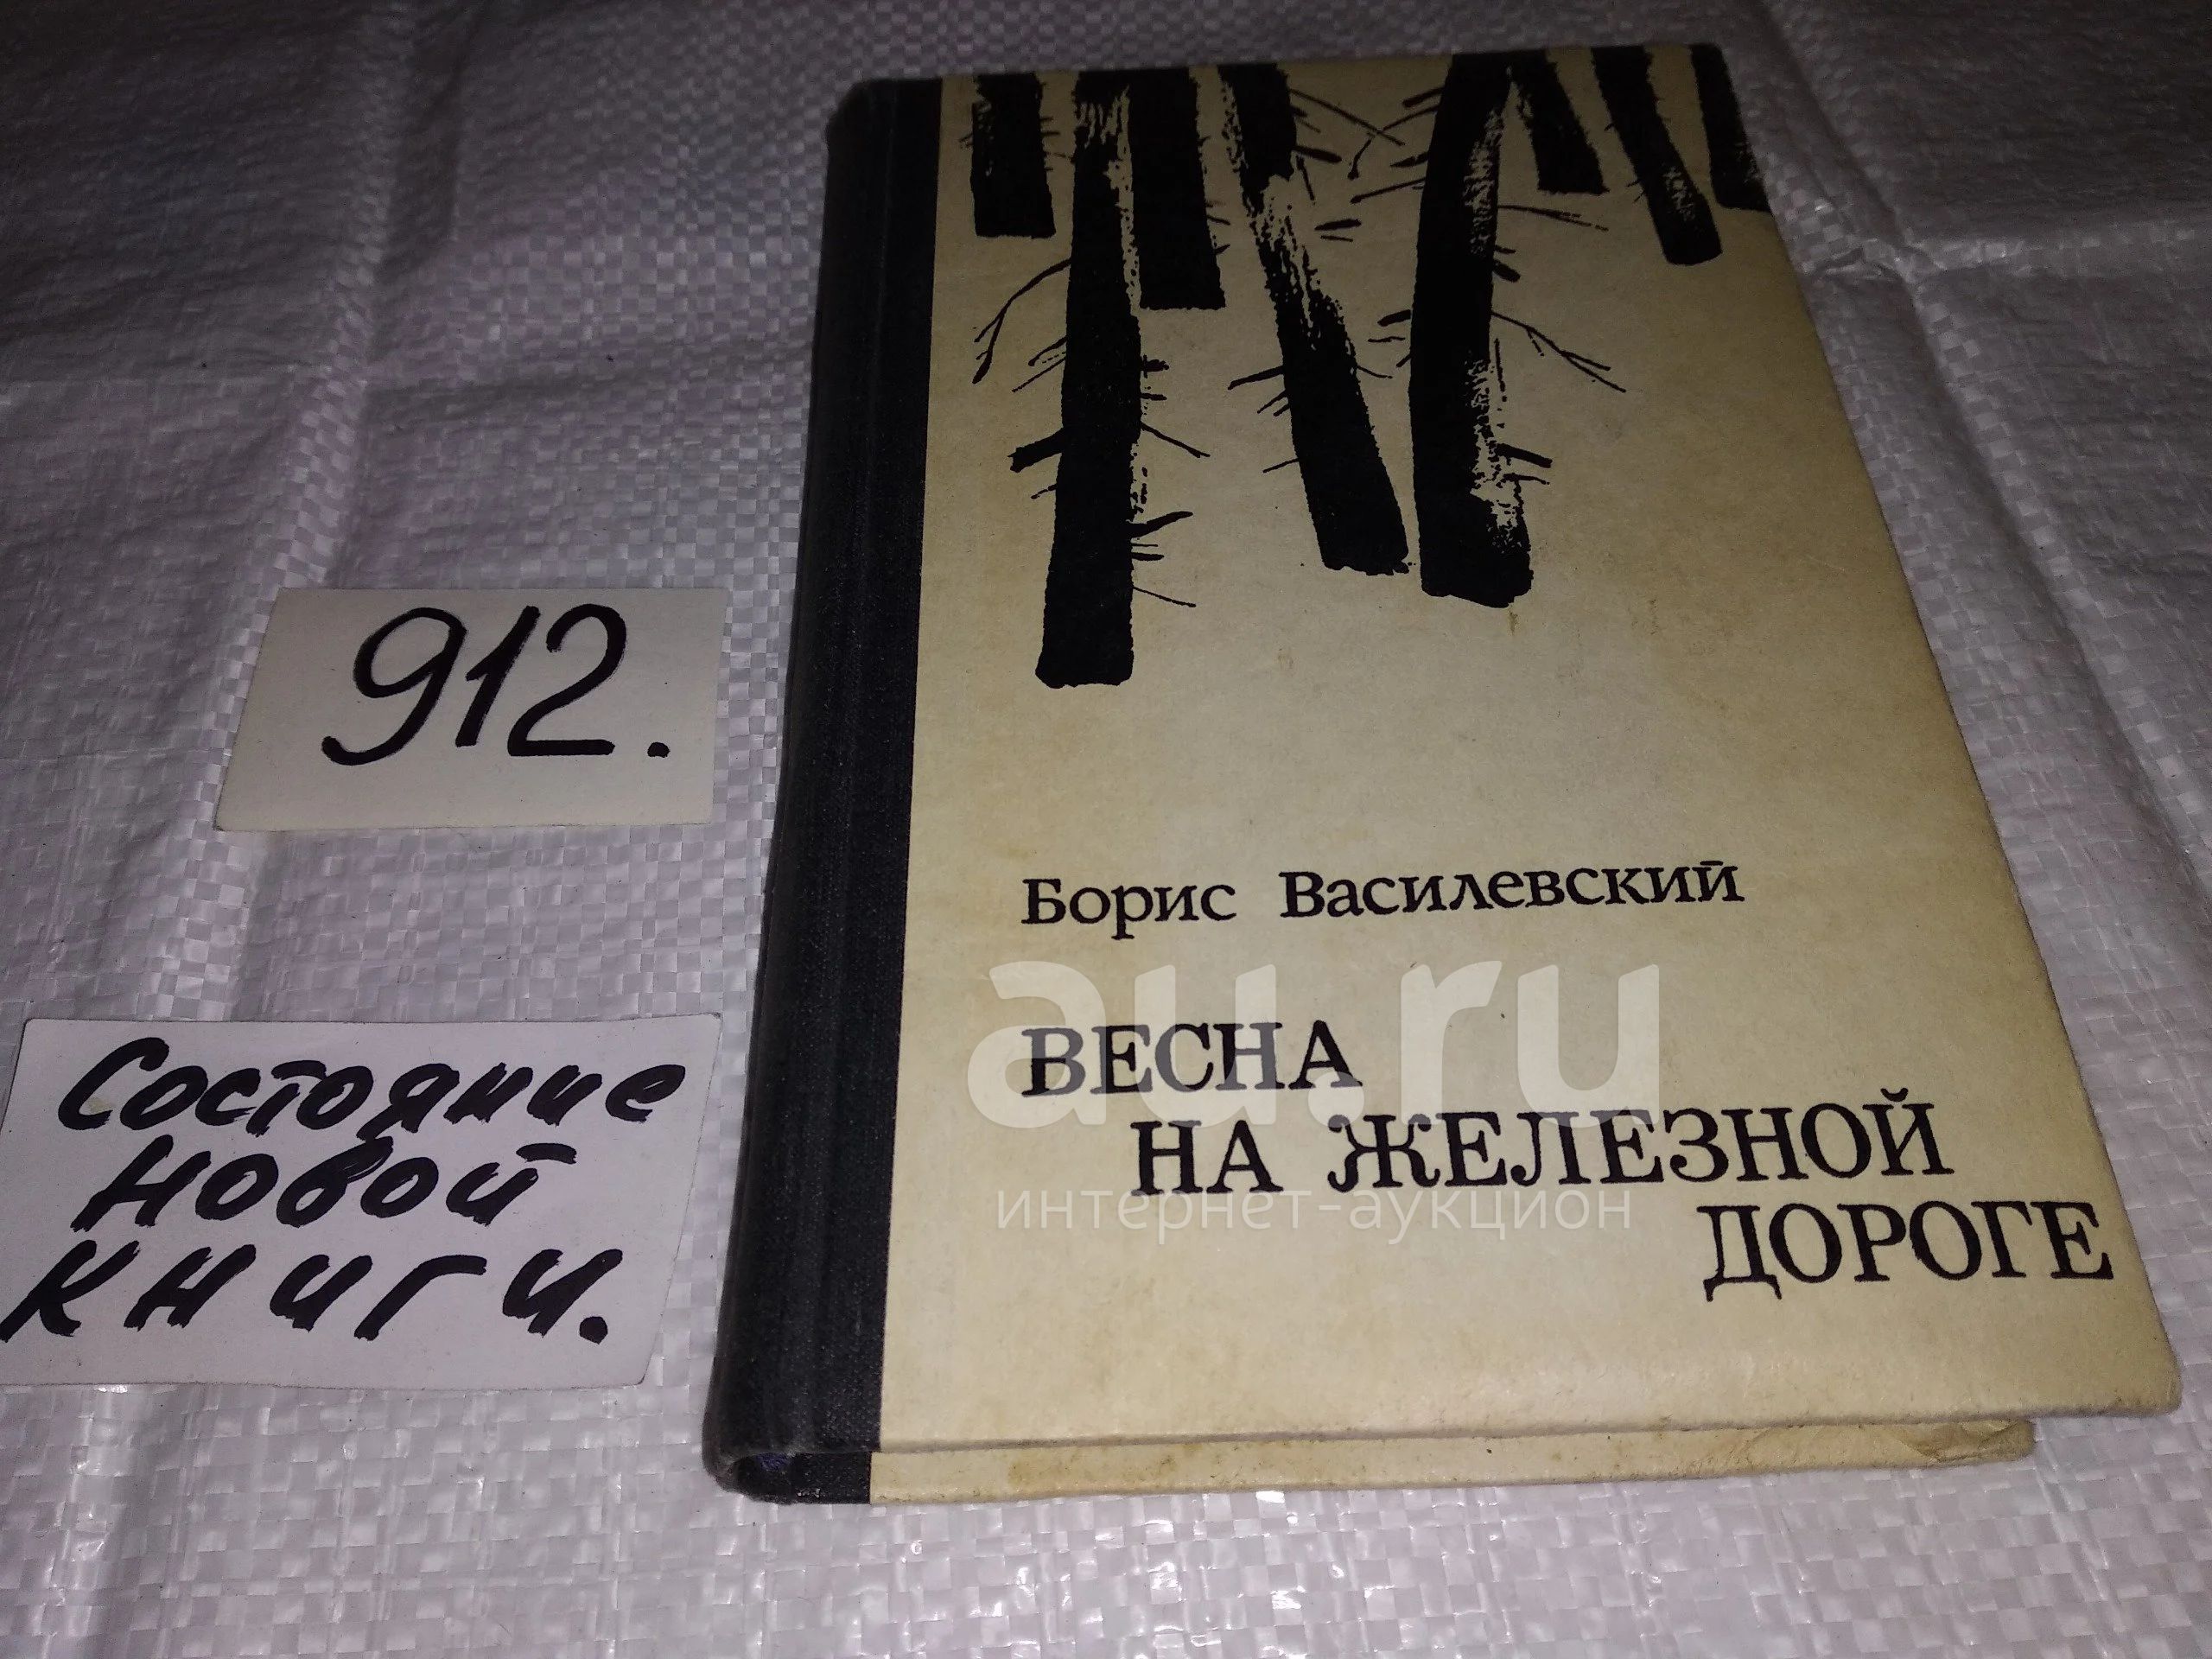 912.
Состояние
новой
книги.
Борис Василевский
ВЕСНА
НА ЖЕЛЕЗНОЙ
ДОРОГЕ
au.ru
интернет-аукцион